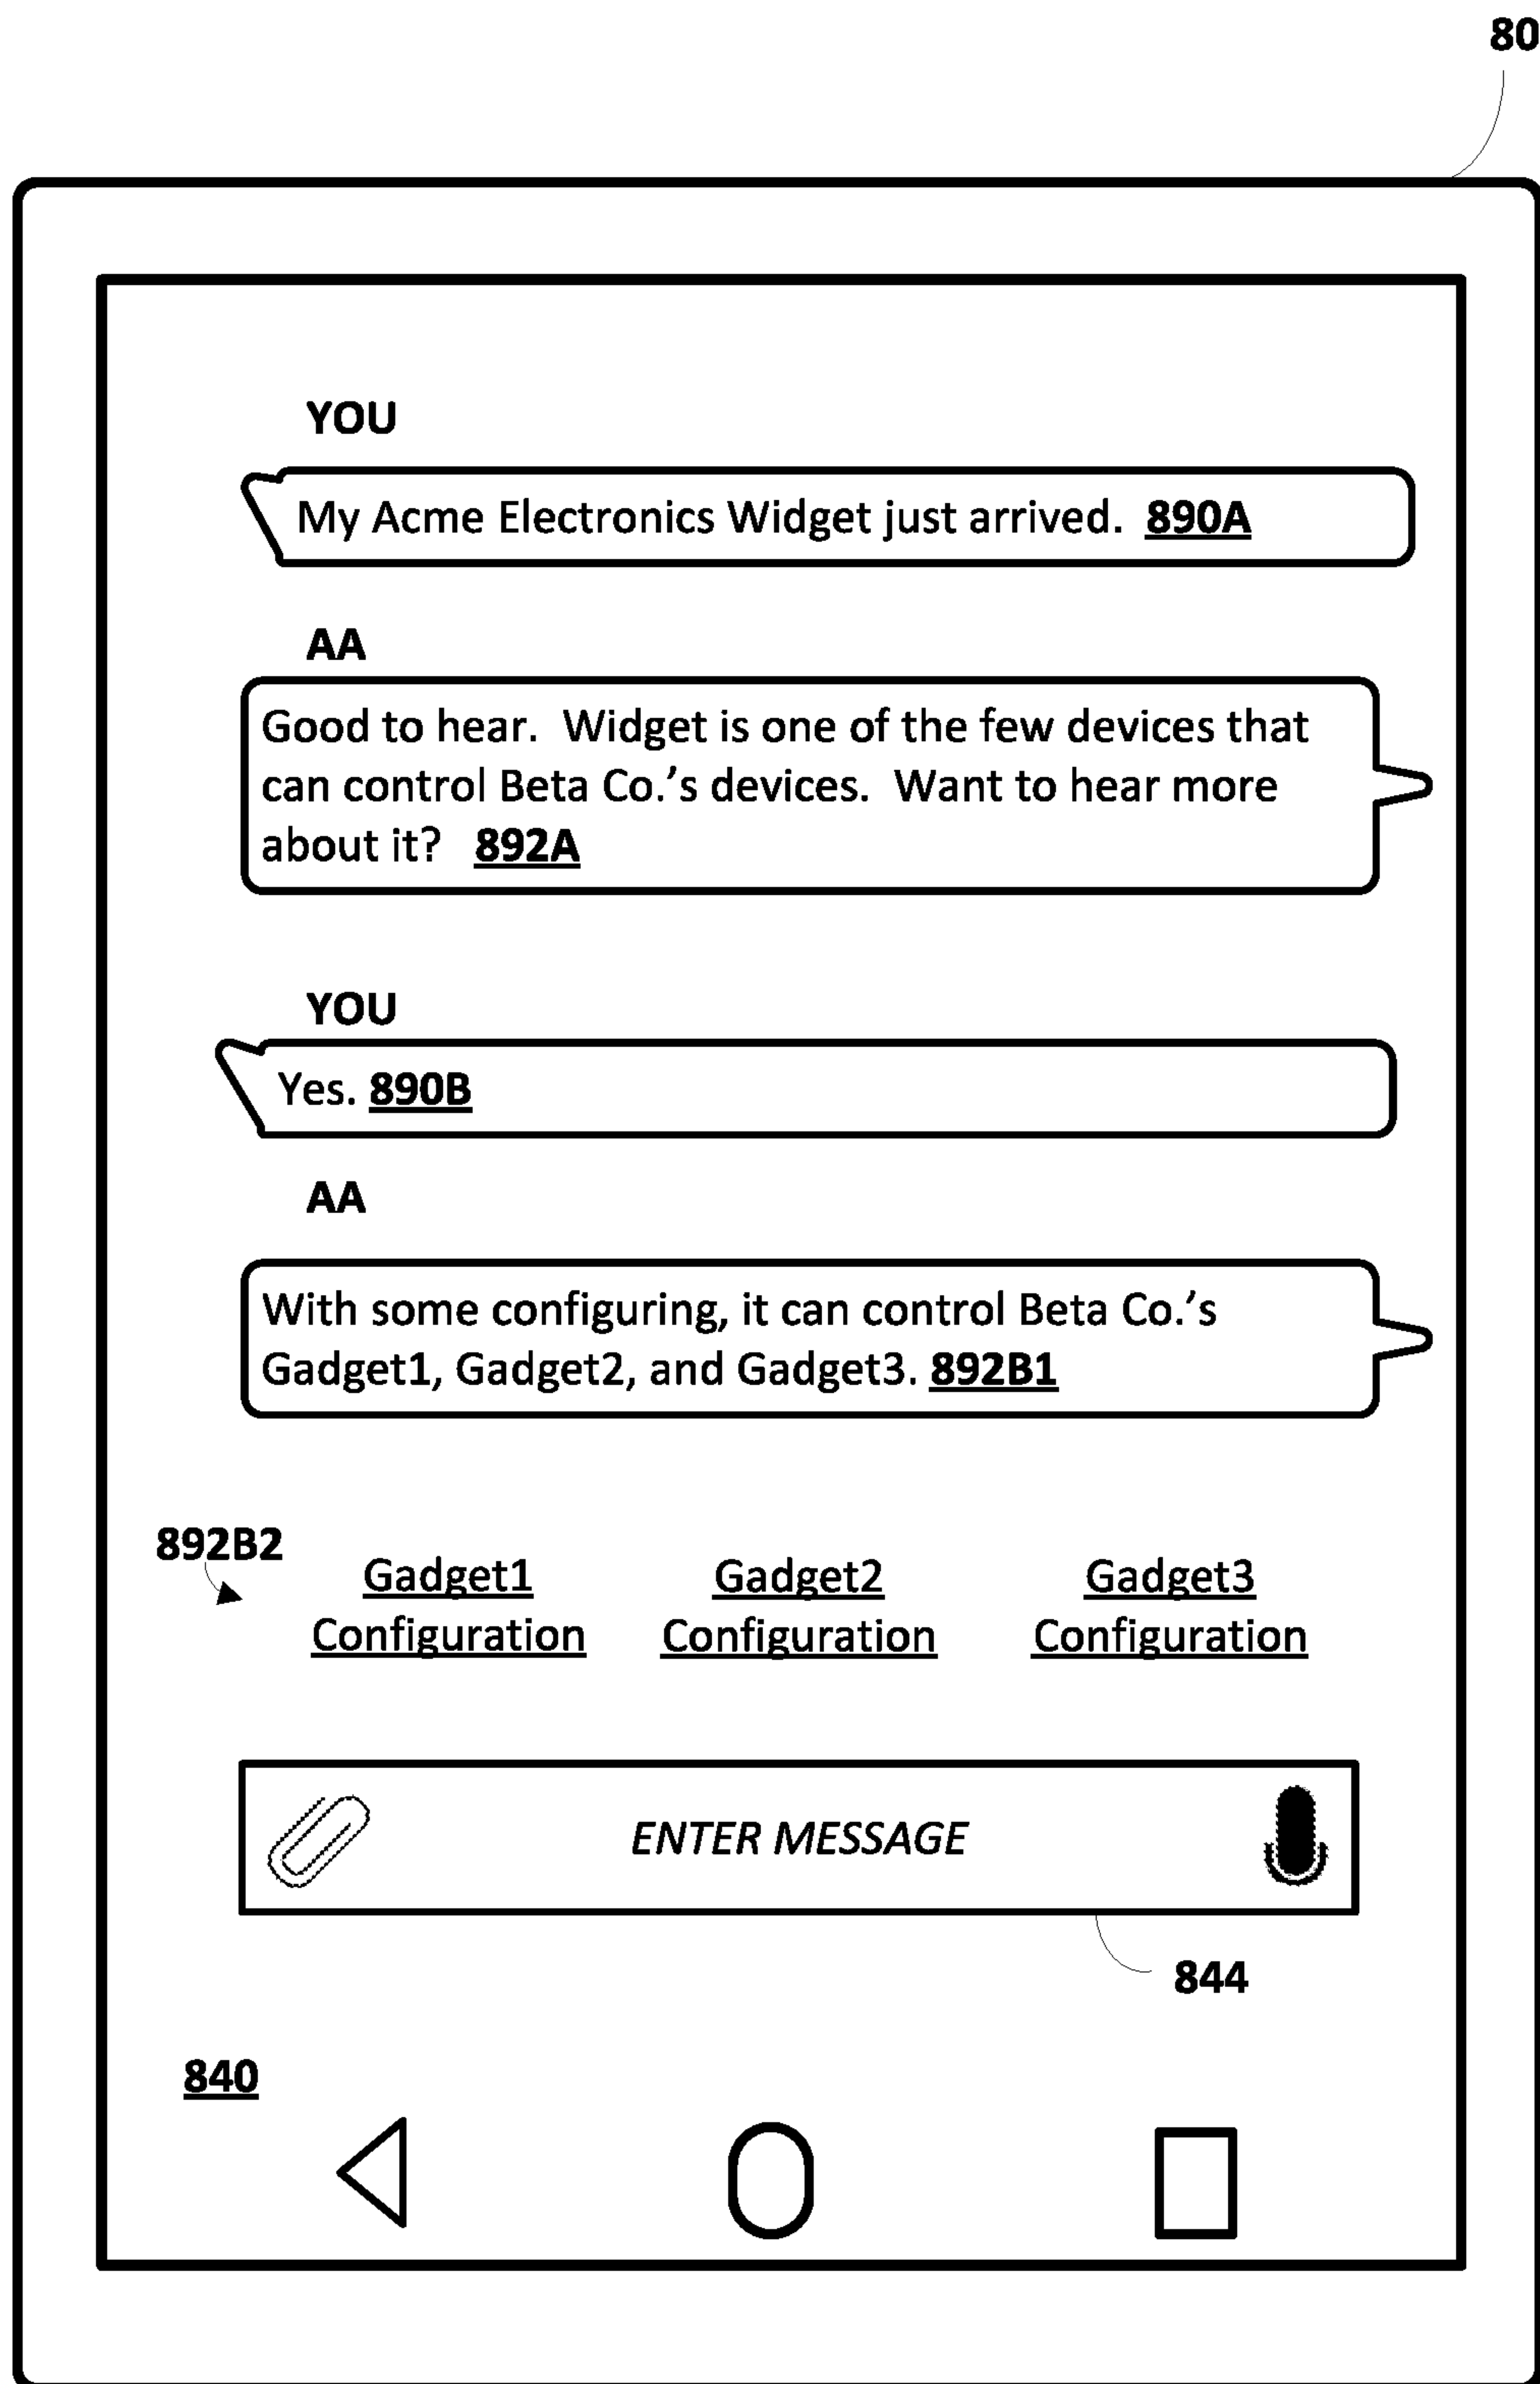 80
YOU
My Acme Electronics Widget just arrived. 890A
AA
Good to hear. Widget is one of the few devices that
can control Beta Co.'s devices. Want to hear more
about it? 892A
YOU
Yes. 890B
AA
With some configuring, it can control Beta Co.'s
Gadget1, Gadget2, and Gadget3. 892B1
892B2
Gadget1 Gadget2 Gadget3
Configuration Configuration Configuration
ENTER MESSAGE
844
840